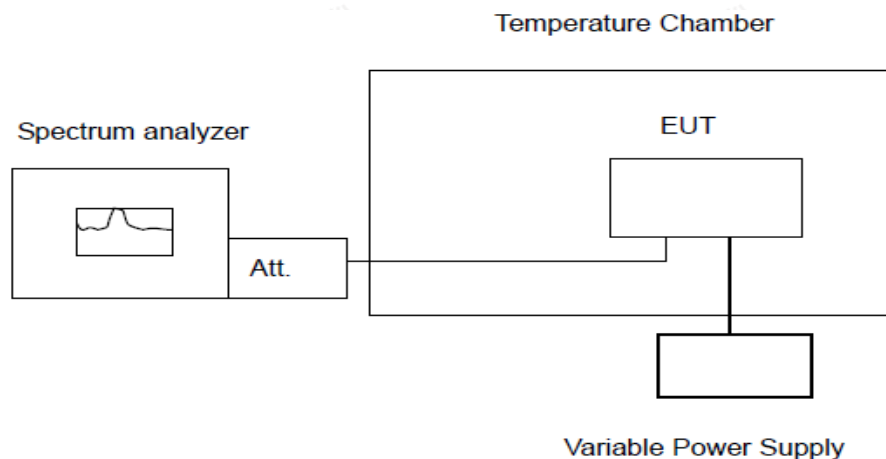 Temperature Chamber
Spectrum analyzer
EUT
Att.
Variable Power Supply